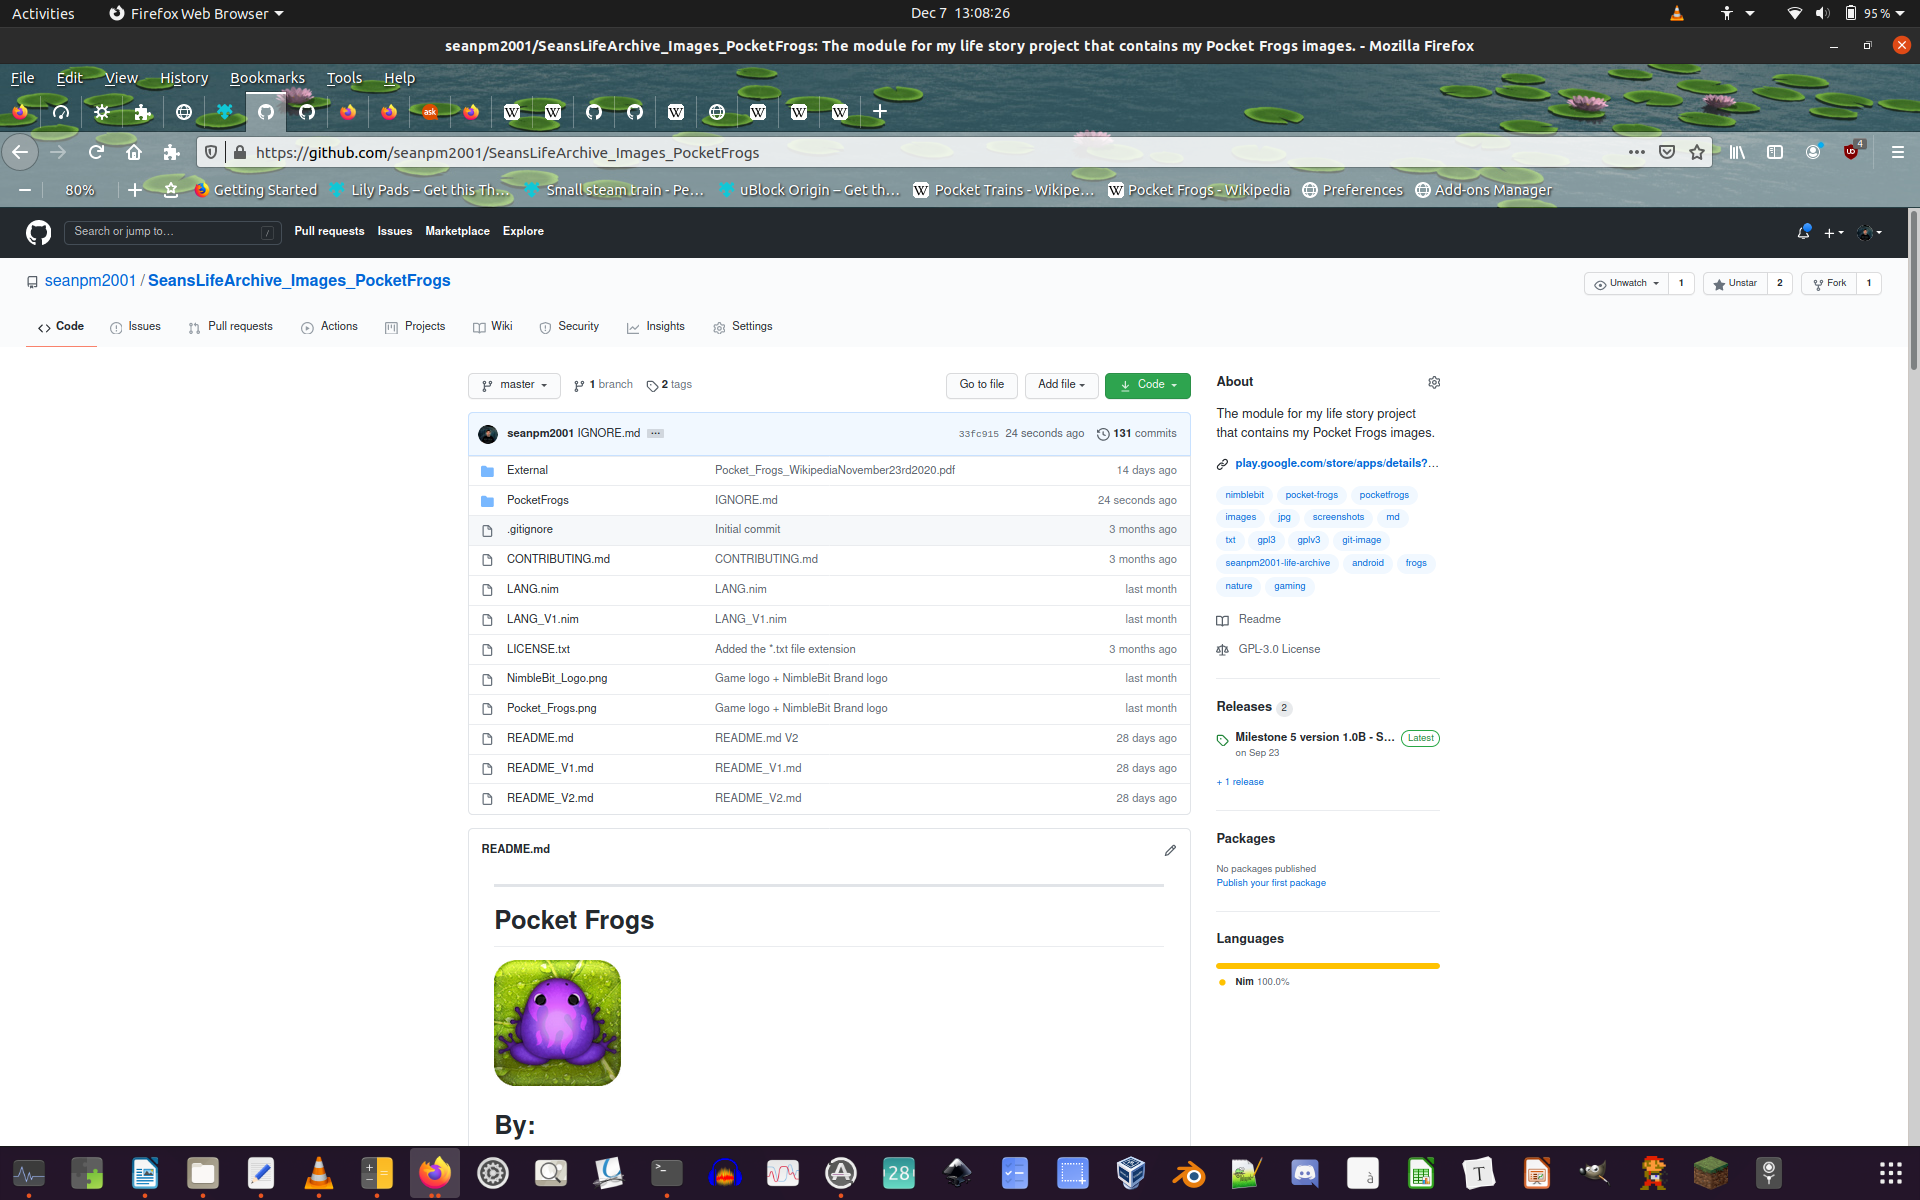 Activities Firefox Web Browser Dec 7 13:08:26 95 %
seanpm2001/SeansLifeArchive_Images_PocketFrogs: The module for my life story project that contains my Pocket Frogs images. - Mozilla Firefox
File Edit View History Bookmarks Tools Help
ask W W W W W W
https://github.com/seanpm2001/SeansLifeArchive_Images_PocketFrogs 4
80% Getting Started Lily Pads – Get this Th… Small steam train - Pe… uBlock Origin – Get th… Pocket Trains - Wikipe… Pocket Frogs - Wikipedia Preferences Add-ons Manager
Search or jump to… / Pull requests Issues Marketplace Explore
seanpm2001 / SeansLifeArchive_Images_PocketFrogs Unwatch 1 Unstar 2 Fork 1
Code Issues Pull requests Actions Projects Wiki Security Insights Settings
master 1 branch 2 tags Go to file Add file Code
seanpm2001 IGNORE.md 33fc915 24 seconds ago 131 commits
External Pocket_Frogs_WikipediaNovember23rd2020.pdf 14 days ago
PocketFrogs IGNORE.md 24 seconds ago
.gitignore Initial commit 3 months ago
CONTRIBUTING.md CONTRIBUTING.md 3 months ago
LANG.nim LANG.nim last month
LANG_V1.nim LANG_V1.nim last month
LICENSE.txt Added the *.txt file extension 3 months ago
NimbleBit_Logo.png Game logo + NimbleBit Brand logo last month
Pocket_Frogs.png Game logo + NimbleBit Brand logo last month
README.md README.md V2 28 days ago
README_V1.md README_V1.md 28 days ago
README_V2.md README_V2.md 28 days ago
README.md
Pocket Frogs
By:
About
The module for my life story project
that contains my Pocket Frogs images.
play.google.com/store/apps/details?…
nimblebit pocket-frogs pocketfrogs
images jpg screenshots md
txt gpl3 gplv3 git-image
seanpm2001-life-archive android frogs
nature gaming
Readme
GPL-3.0 License
Releases 2
Milestone 5 version 1.0B - S… Latest
on Sep 23
+ 1 release
Packages
No packages published
Publish your first package
Languages
Nim 100.0%
28